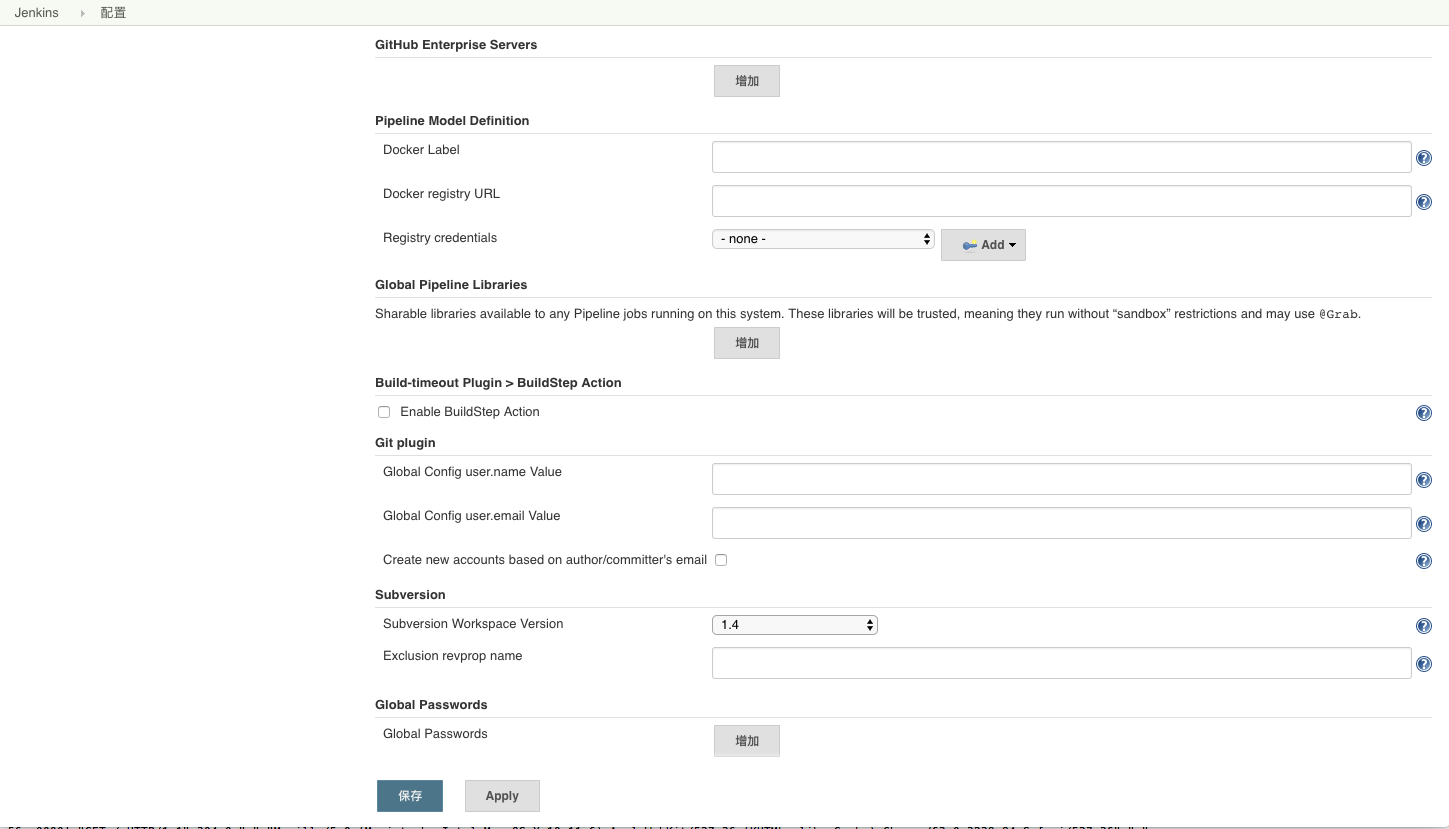 Jenkins 配置
GitHub Enterprise Servers
增加
Pipeline Model Definition
Docker Label
Docker registry URL
Registry credentials - none - Add
Global Pipeline Libraries
Sharable libraries available to any Pipeline jobs running on this system. These libraries will be trusted, meaning they run without “sandbox” restrictions and may use @Grab.
增加
Build-timeout Plugin > BuildStep Action
Enable BuildStep Action
Git plugin
Global Config user.name Value
Global Config user.email Value
Create new accounts based on author/committer's email
Subversion
Subversion Workspace Version 1.4
Exclusion revprop name
Global Passwords
Global Passwords 增加
保存 Apply